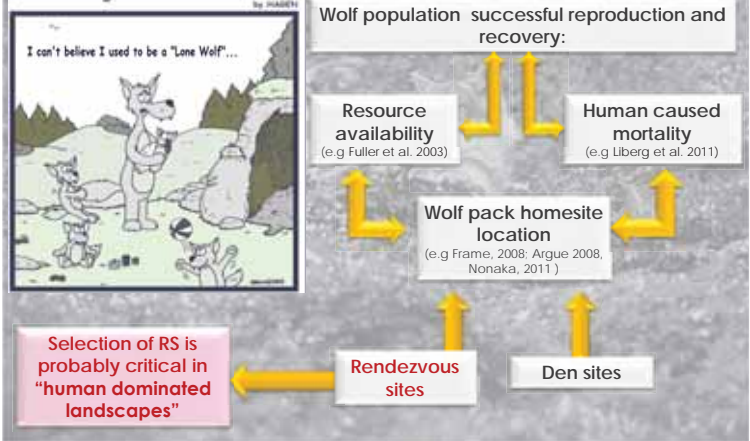 by HAGEN
I can't believe I used to be a "Lone Wolf"...
Wolf population successful reproduction and
recovery:
Resource
availability
(e.g Fuller et al. 2003)
Human caused
mortality
(e.g Liberg et al. 2011)
Wolf pack homesite
location
(e.g Frame, 2008; Argue 2008,
Nonaka, 2011 )
Selection of RS is
probably critical in
“human dominated
landscapes”
Rendezvous
sites
Den sites